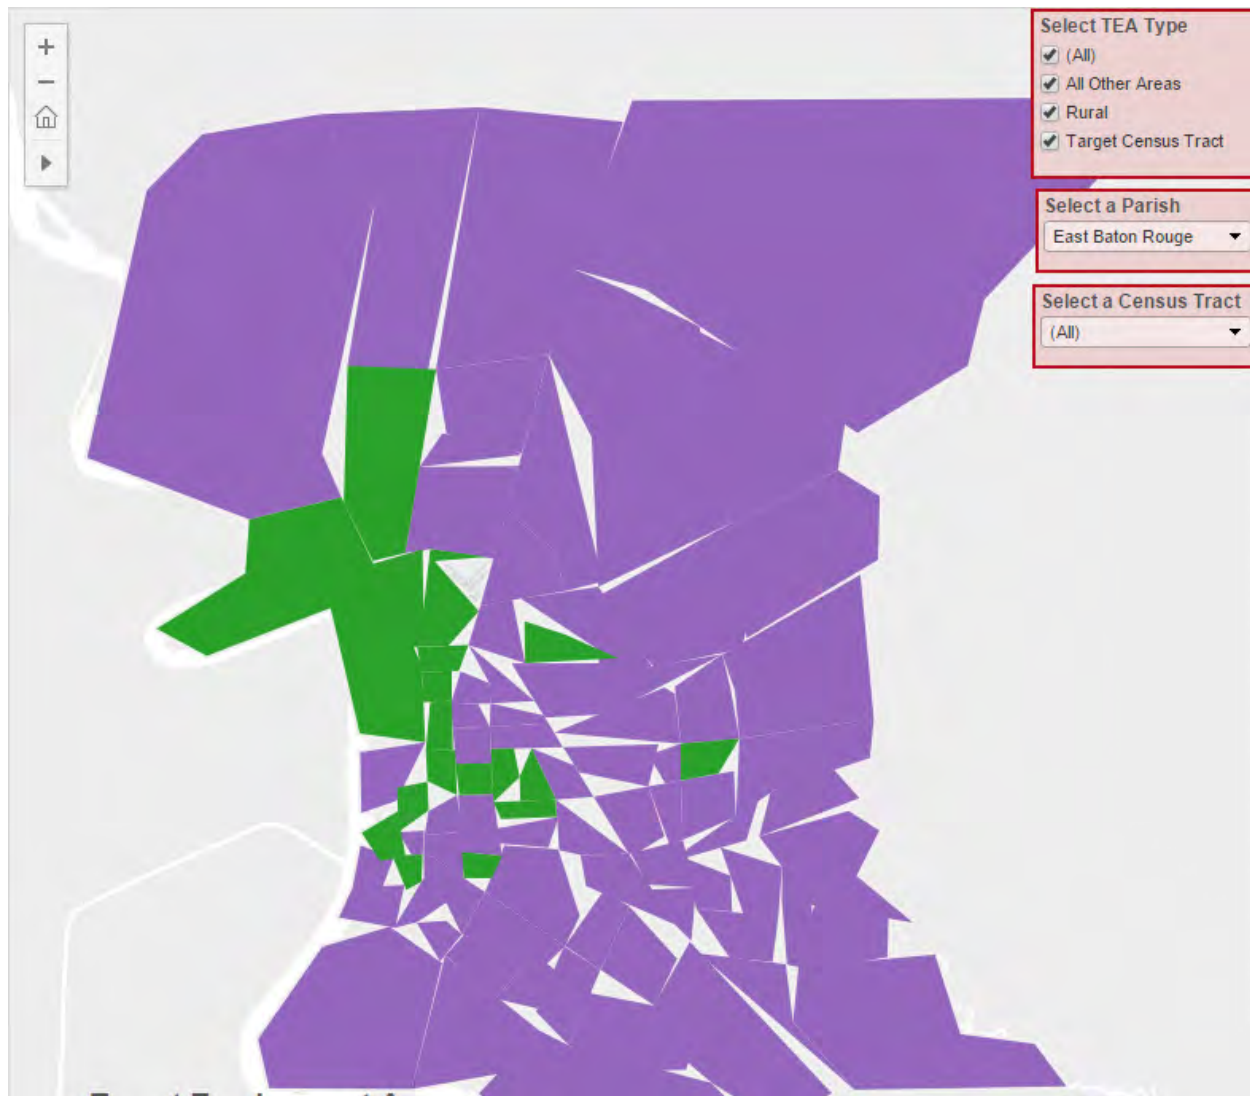 Select TEA Type
(All)
All Other Areas
Rural
Target Census Tract
Select a Parish
East Baton Rouge
Select a Census Tract
(All)